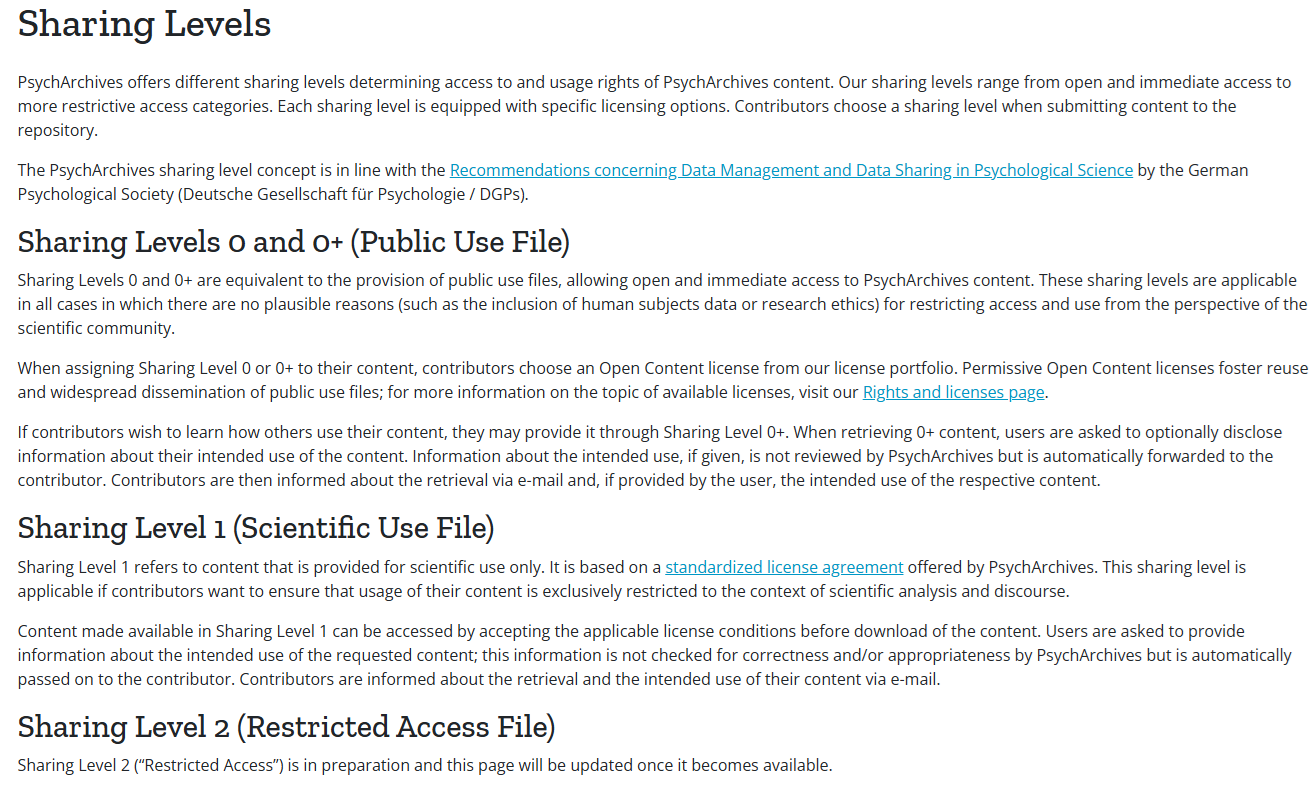 Sharing Levels
PsychArchives offers different sharing levels determining access to and usage rights of PsychArchives content. Our sharing levels range from open and immediate access to
more restrictive access categories. Each sharing level is equipped with specific licensing options. Contributors choose a sharing level when submitting content to the
repository.
The PsychArchives sharing level concept is in line with the Recommendations concerning Data Management and Data Sharing in Psychological Science by the German
Psychological Society (Deutsche Gesellschaft für Psychologie / DGPs).
Sharing Levels 0 and 0+ (Public Use File)
Sharing Levels 0 and 0+ are equivalent to the provision of public use files, allowing open and immediate access to PsychArchives content. These sharing levels are applicable
in all cases in which there are no plausible reasons (such as the inclusion of human subjects data or research ethics) for restricting access and use from the perspective of the
scientific community.
When assigning Sharing Level 0 or 0+ to their content, contributors choose an Open Content license from our license portfolio. Permissive Open Content licenses foster reuse
and widespread dissemination of public use files; for more information on the topic of available licenses, visit our Rights and licenses page.
If contributors wish to learn how others use their content, they may provide it through Sharing Level 0+. When retrieving 0+ content, users are asked to optionally disclose
information about their intended use of the content. Information about the intended use, if given, is not reviewed by PsychArchives but is automatically forwarded to the
contributor. Contributors are then informed about the retrieval via e-mail and, if provided by the user, the intended use of the respective content.
Sharing Level 1 (Scientific Use File)
Sharing Level 1 refers to content that is provided for scientific use only. It is based on a standardized license agreement offered by PsychArchives. This sharing level is
applicable if contributors want to ensure that usage of their content is exclusively restricted to the context of scientific analysis and discourse.
Content made available in Sharing Level 1 can be accessed by accepting the applicable license conditions before download of the content. Users are asked to provide
information about the intended use of the requested content; this information is not checked for correctness and/or appropriateness by PsychArchives but is automatically
passed on to the contributor. Contributors are informed about the retrieval and the intended use of their content via e-mail.
Sharing Level 2 (Restricted Access File)
Sharing Level 2 (“Restricted Access”) is in preparation and this page will be updated once it becomes available.